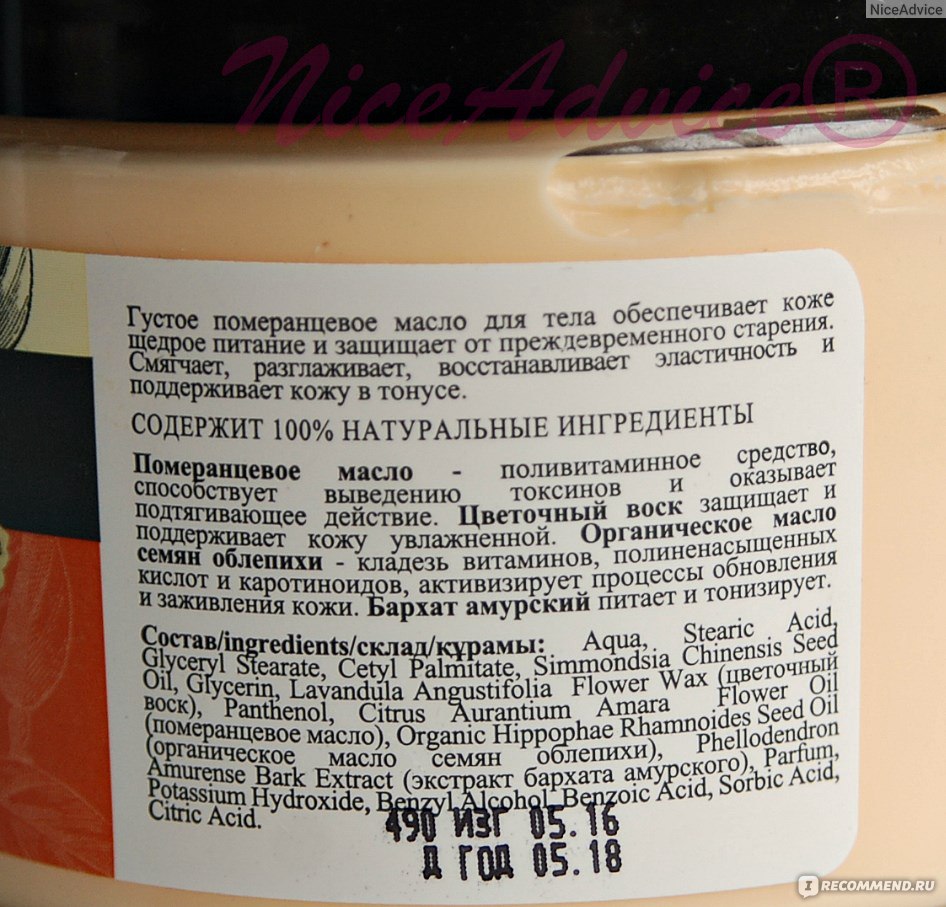 NiceAdvice
NiceAdvice®
Густое померанцевое масло для тела обеспечивает коже
щедрое питание и защищает от преждевременного старения.
Смягчает, разглаживает, восстанавливает эластичность и
поддерживает кожу в тонусе.
СОДЕРЖИТ 100% НАТУРАЛЬНЫЕ ИНГРЕДИЕНТЫ
Померанцевое масло - поливитаминное средство,
способствует выведению токсинов и оказывает
подтягивающее действие. Цветочный воск защищает и
поддерживает кожу увлажненной. Органическое масло
семян облепихи - кладезь витаминов, полиненасыщенных
кислот и каротиноидов, активизирует процессы обновления
и заживления кожи. Бархат амурский питает и тонизирует.
Состав/ingredients/склад/құрамы: Aqua, Stearic Acid,
Glyceryl Stearate, Cetyl Palmitate, Simmondsia Chinensis Seed
Oil, Glycerin, Lavandula Angustifolia Flower Wax (цветочный
воск), Panthenol, Citrus Aurantium Amara Flower Oil
(померанцевое масло), Organic Hippophae Rhamnoides Seed Oil
(органическое масло семян облепихи), Phellodendron
Amurense Bark Extract (экстракт бархата амурского), Parfum,
Potassium Hydroxide, Benzyl Alcohol, Benzoic Acid, Sorbic Acid,
Citric Acid.
490 ИЗГ 05.16
Д ГОД 05.18
I RECOMMEND.RU